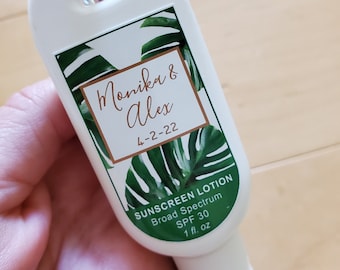 Monika &
Alex
4-2-22
SUNSCREEN LOTION
Broad Spectrum
SPF 30
1 fl. oz